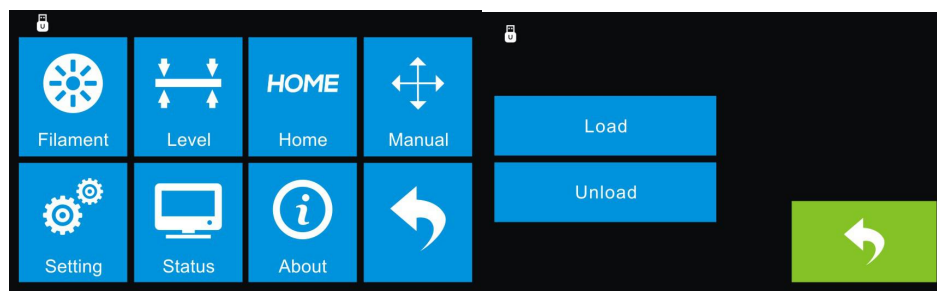 U
HOME
Filament
Level
Home
Manual
i
Setting
Status
About
U
Load
Unload